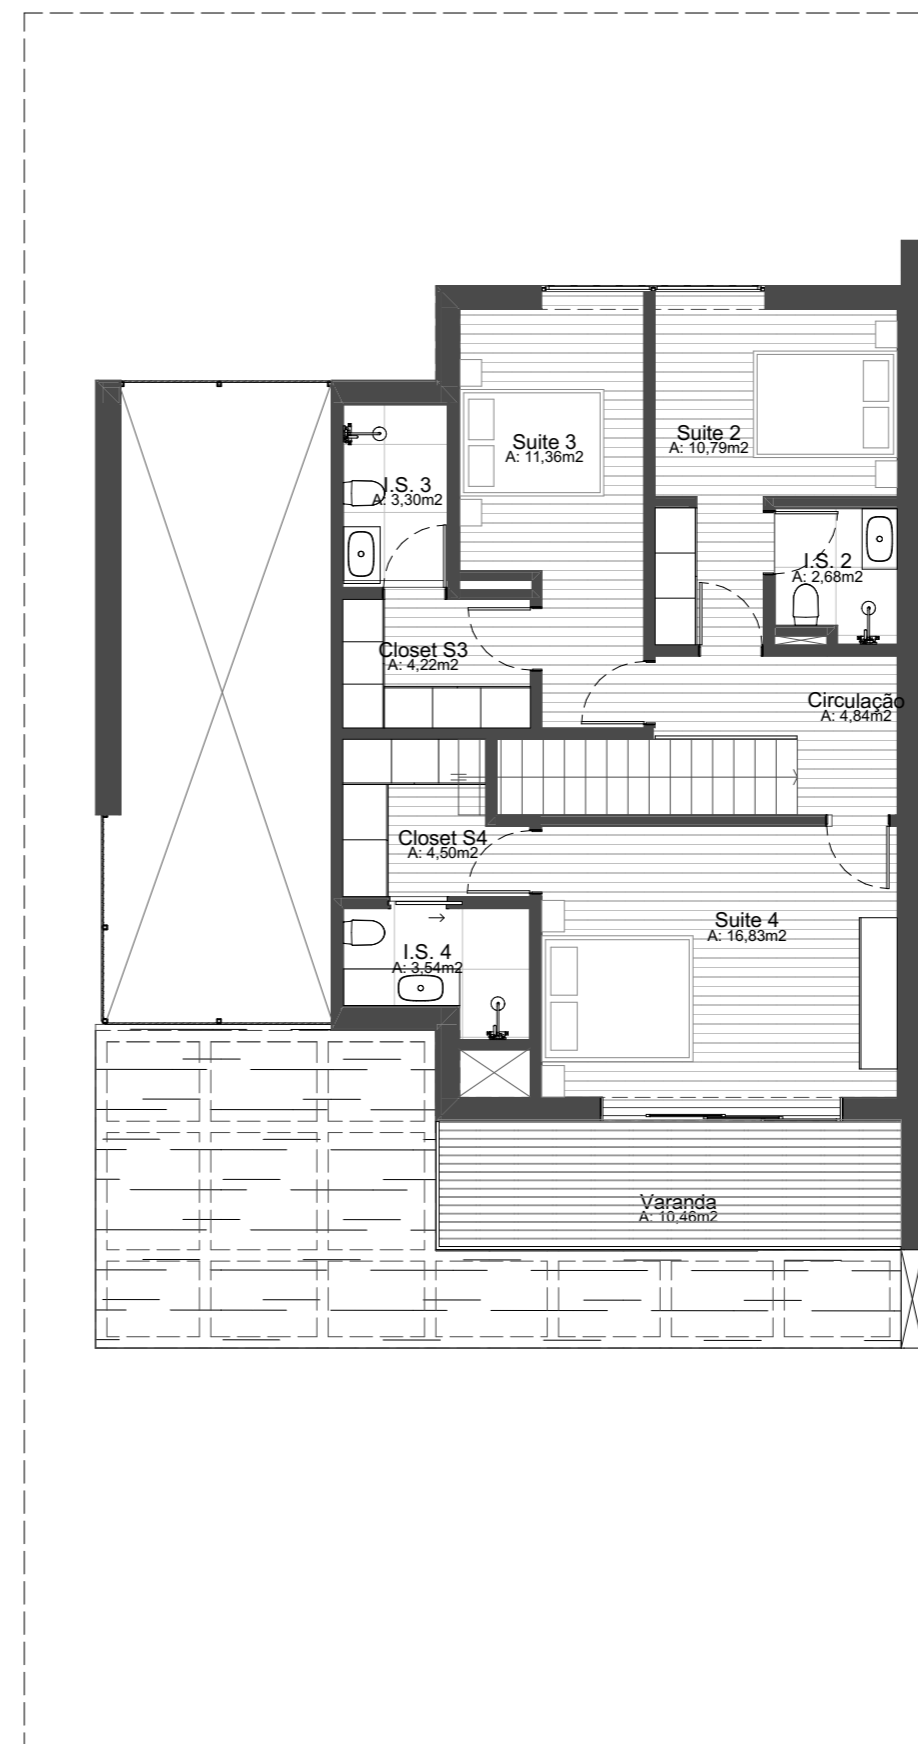 Suite 3
A: 11,36m2
Suite 2
A: 10,79m2
I.S. 3
A: 3,30m2
I.S. 2
A: 2,68m2
Closet S3
A: 4,22m2
Circulação
A: 4,84m2
Closet S4
A: 4,50m2
Suite 4
A: 16,83m2
I.S. 4
A: 3,54m2
Varanda
A: 10,46m2